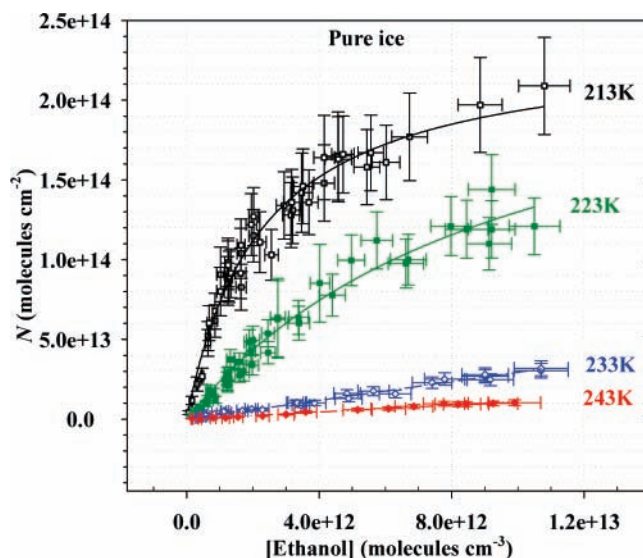 Pure ice
2.5e+14
2.0e+14
1.5e+14
1.0e+14
5.0e+13
0.0
N (molecules cm-2)
213K
223K
233K
243K
0.0 4.0e+12 8.0e+12 1.2e+13
[Ethanol] (molecules cm-3)